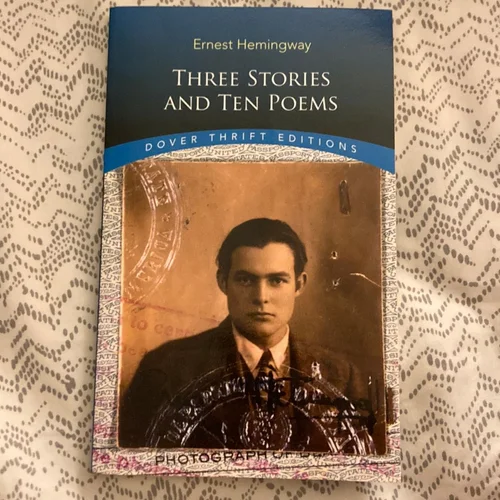 Ernest Hemingway
THREE STORIES
AND TEN POEMS
DOVER THRIFT EDITIONS
PHOTOGRAPH OF